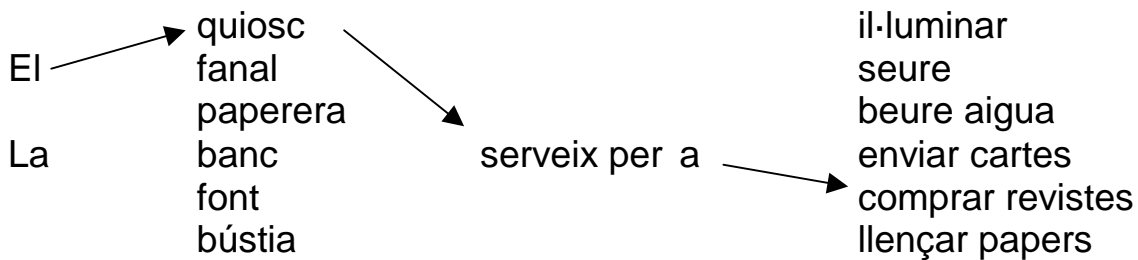 quiosc il·luminar
El fanal seure
paperera beure aigua
La banc serveix per a enviar cartes
font comprar revistes
bústia llençar papers